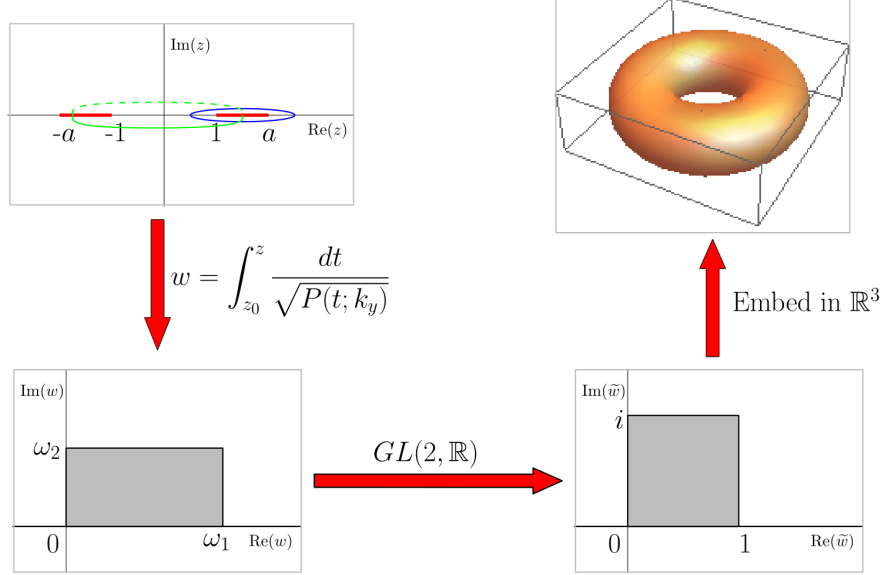 Im(z)
-a -1 1 a Re(z)
w = ∫_{z_0}^{z} dt / √P(t; k_y)
Embed in ℝ³
Im(w)
ω₂
0 ω₁ Re(w)
GL(2, ℝ)
Im(w̃)
i
0 1 Re(w̃)